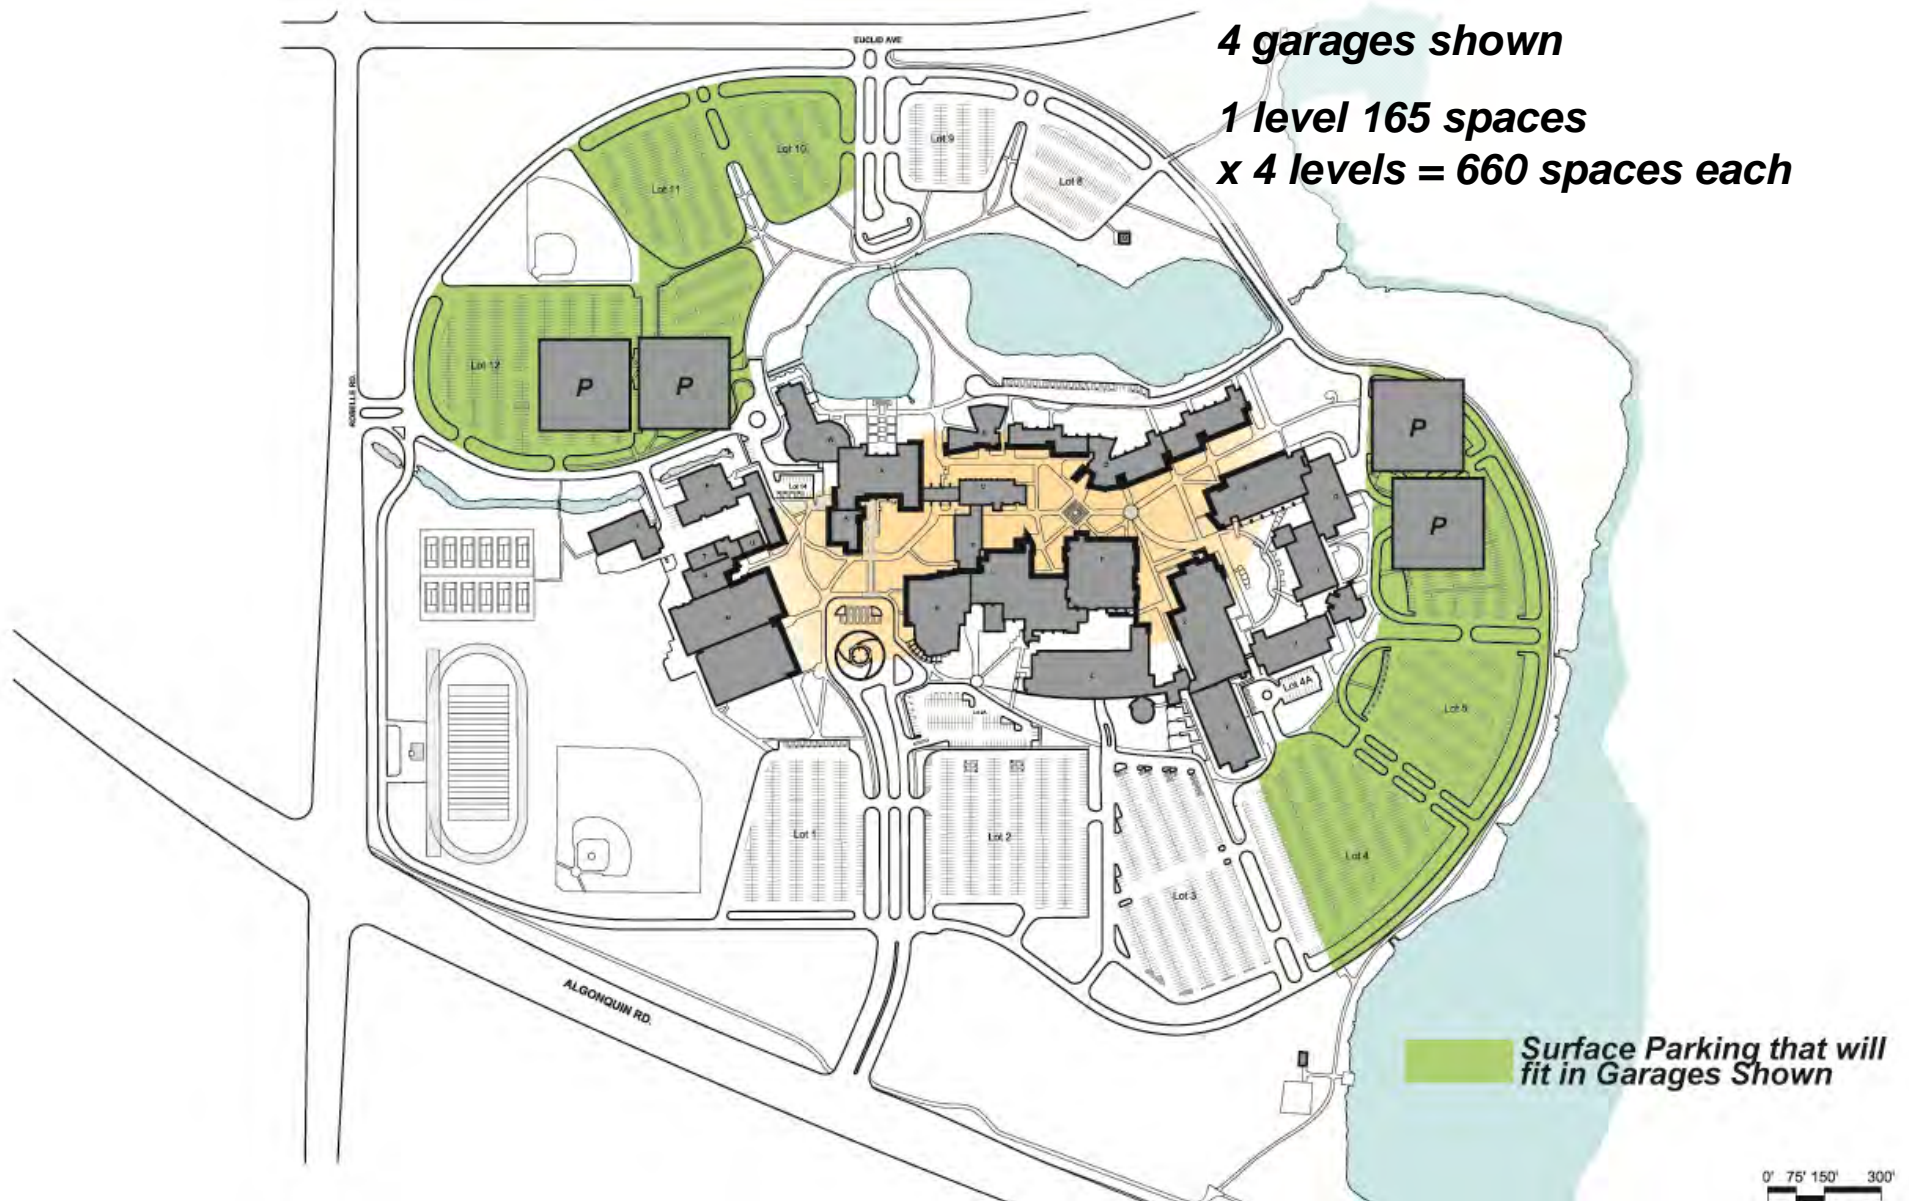 4 garages shown
1 level 165 spaces
x 4 levels = 660 spaces each
EUCLID AVE
Lot 9
Lot 10
Lot 8
Lot 11
Lot 12
P
P
P
P
Lot 14
Lot 4A
Lot 5
Lot 1
Lot 2
Lot 4
Lot 3
ALGONQUIN RD.
Surface Parking that will
fit in Garages Shown
0' 75' 150' 300'